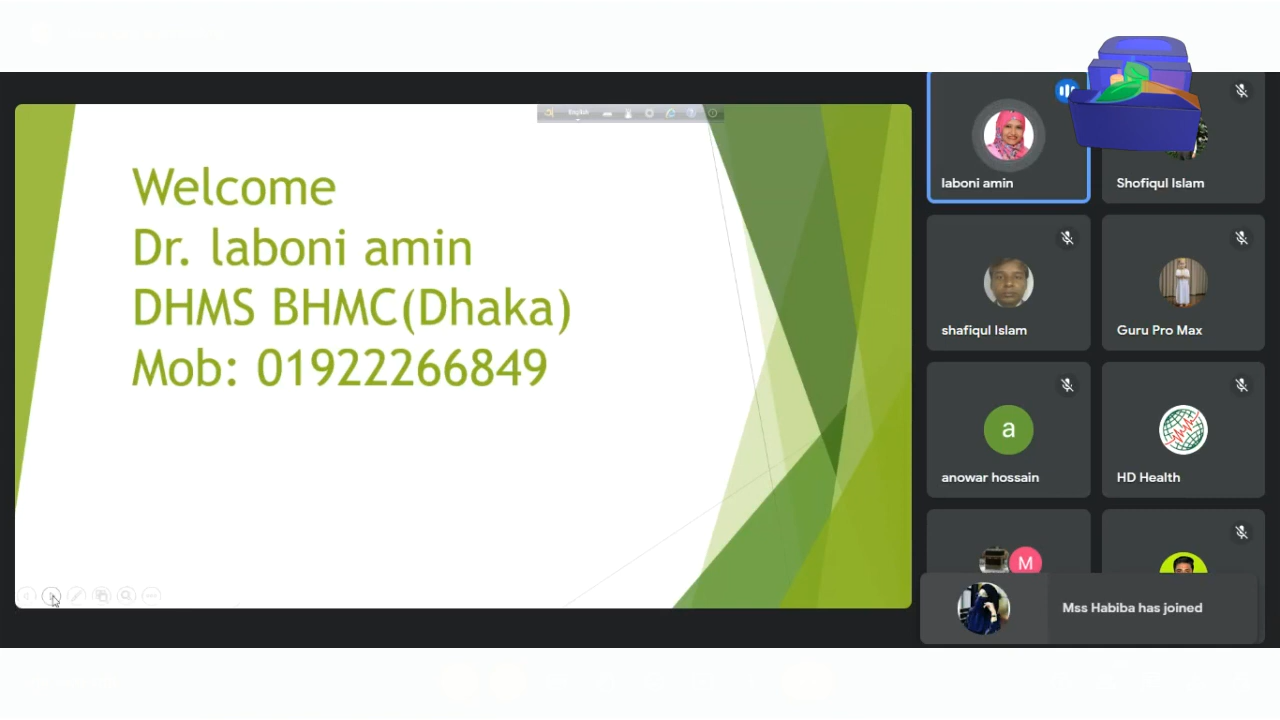 Welcome
Dr. laboni amin
DHMS BHMC(Dhaka)
Mob: 01922266849
English
laboni amin
Shofiqul Islam
shafiqul Islam
Guru Pro Max
a
anowar hossain
HD Health
M
Mss Habiba has joined